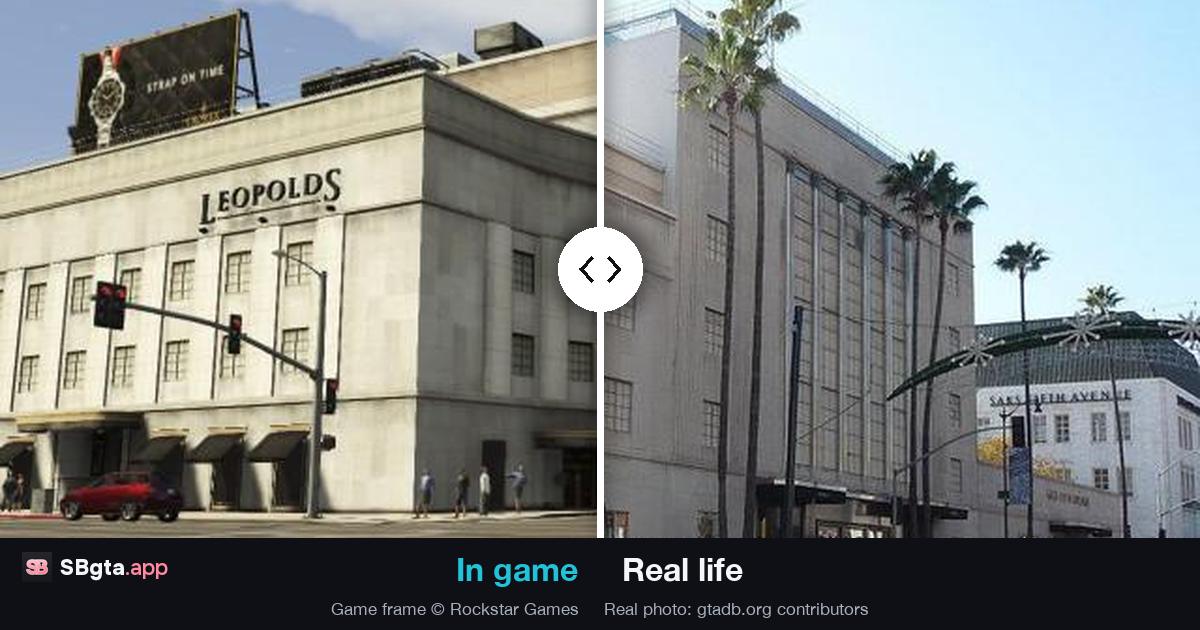 STRAP ON TIME
LEOPOLDS
SAKS FIFTH AVENUE
SB SBgta.app
In game
Real life
Game frame © Rockstar Games
Real photo: gtadb.org contributors